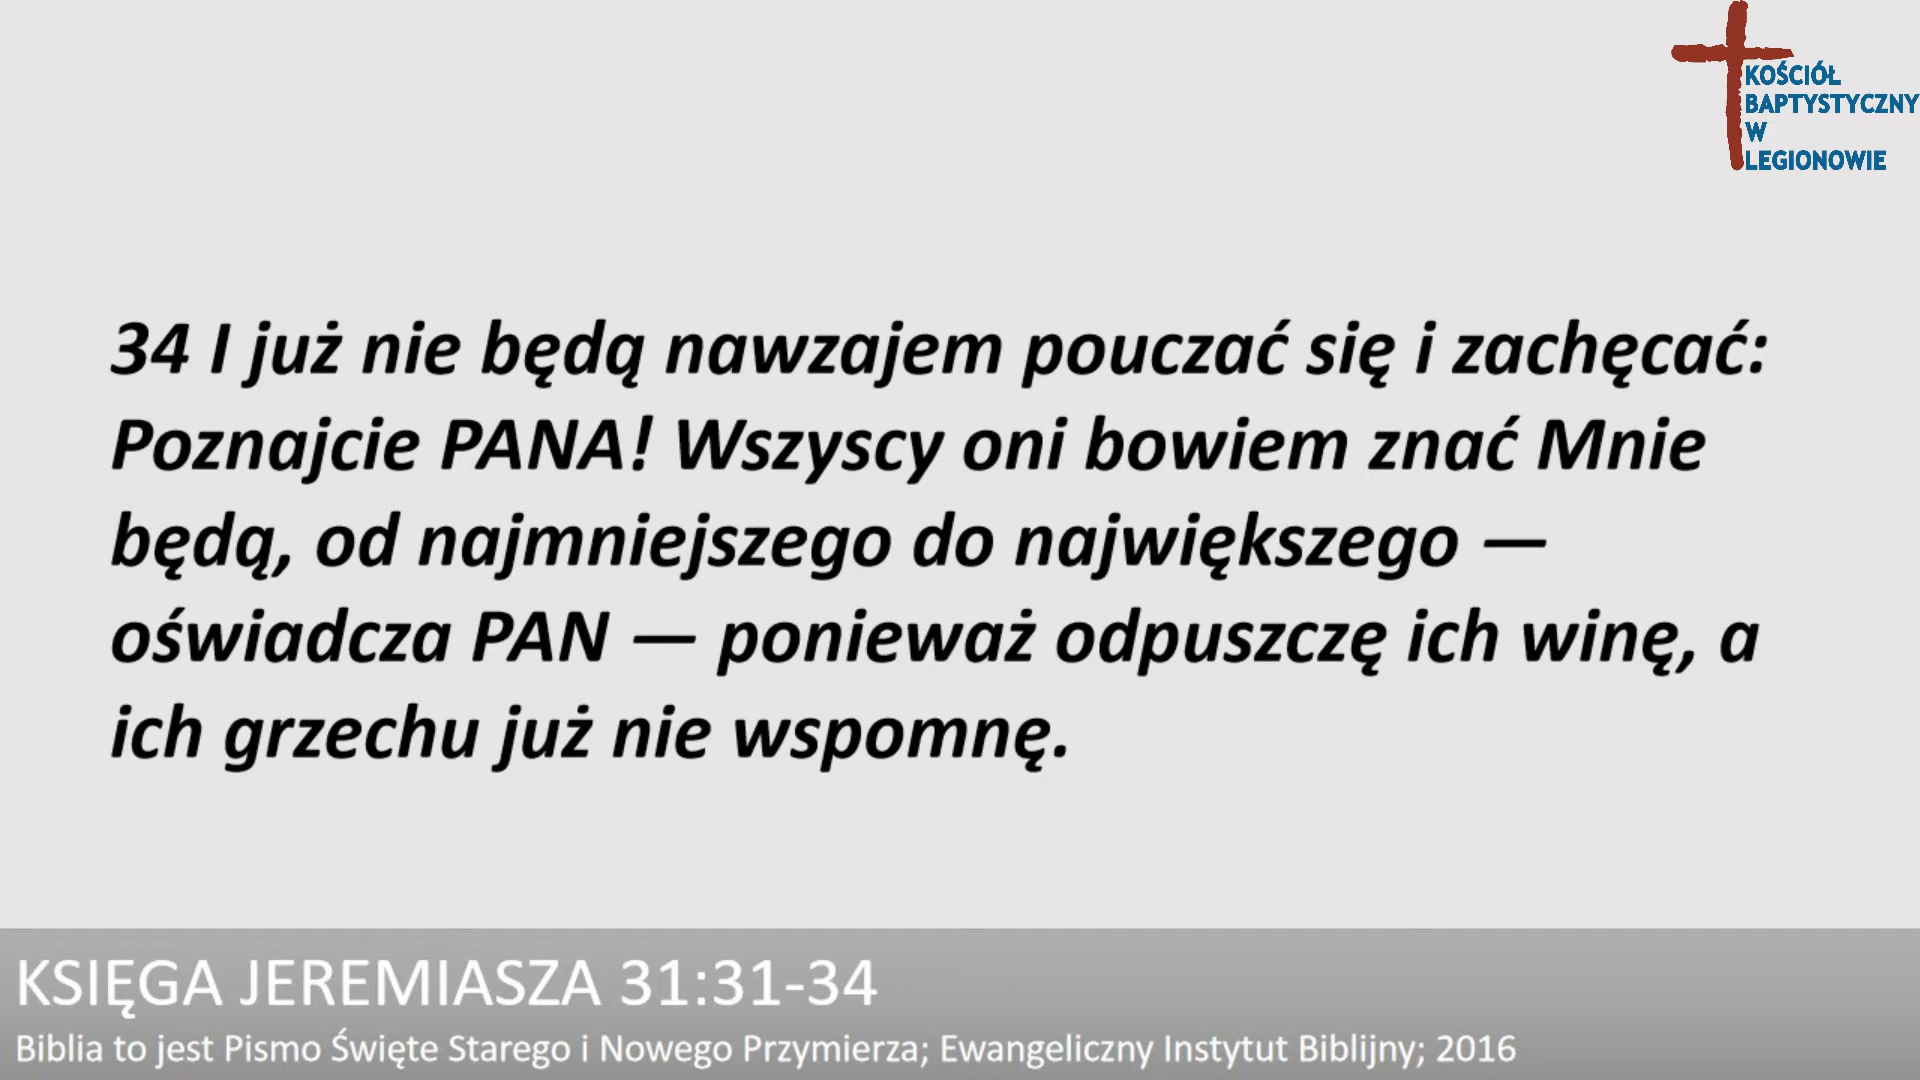 KOŚCIÓŁ
BAPTYSTYCZNY
W
LEGIONOWIE
34 I już nie będą nawzajem pouczać się i zachęcać:
Poznajcie PANA! Wszyscy oni bowiem znać Mnie
będą, od najmniejszego do największego —
oświadcza PAN — ponieważ odpuszczę ich winę, a
ich grzechu już nie wspomnę.
KSIĘGA JEREMIASZA 31:31-34
Biblia to jest Pismo Święte Starego i Nowego Przymierza; Ewangeliczny Instytut Biblijny; 2016